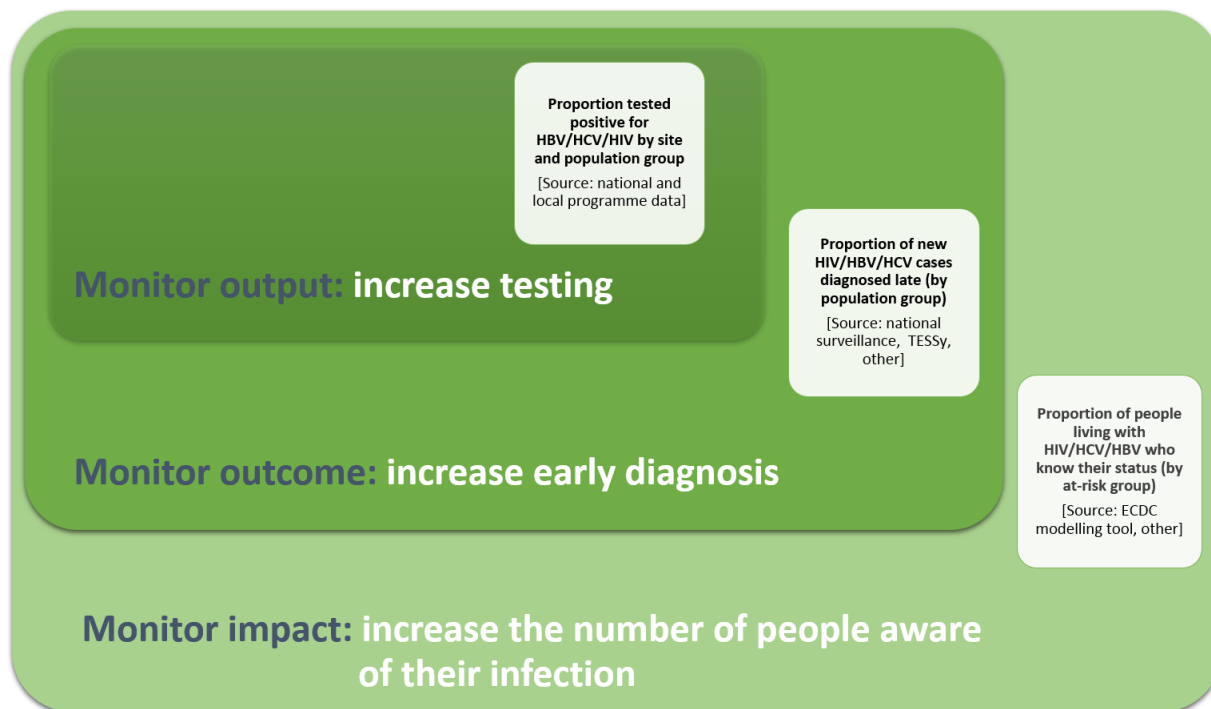 Proportion tested
positive for
HBV/HCV/HIV by site
and population group
[Source: national and
local programme data]
Monitor output: increase testing
Proportion of new
HIV/HBV/HCV cases
diagnosed late (by
population group)
[Source: national
surveillance, TESSy,
other]
Monitor outcome: increase early diagnosis
Proportion of people
living with
HIV/HCV/HBV who
know their status (by
at-risk group)
[Source: ECDC
modelling tool, other]
Monitor impact: increase the number of people aware
of their infection